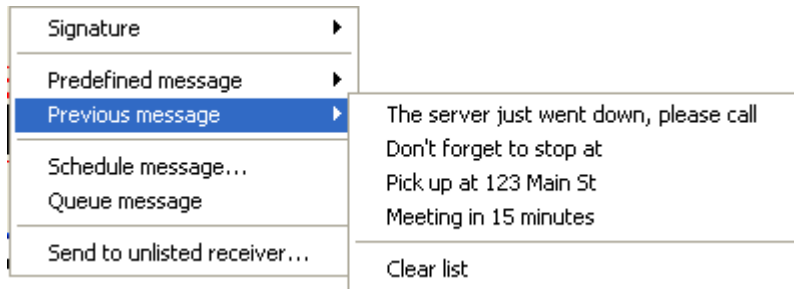 Signature
Predefined message
Previous message
Schedule message...
Queue message
Send to unlisted receiver...
The server just went down, please call
Don't forget to stop at
Pick up at 123 Main St
Meeting in 15 minutes
Clear list